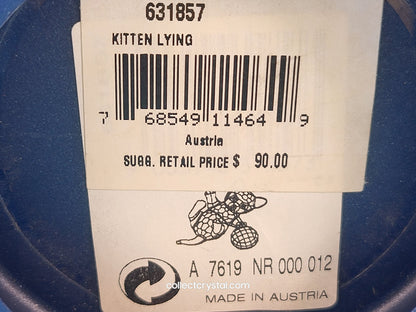 631857
KITTEN LYING
7 68549 11464 9
Austria
SUGG. RETAIL PRICE $ 90.00
A 7619 NR 000 012
collectcrystal.com
MADE IN AUSTRIA